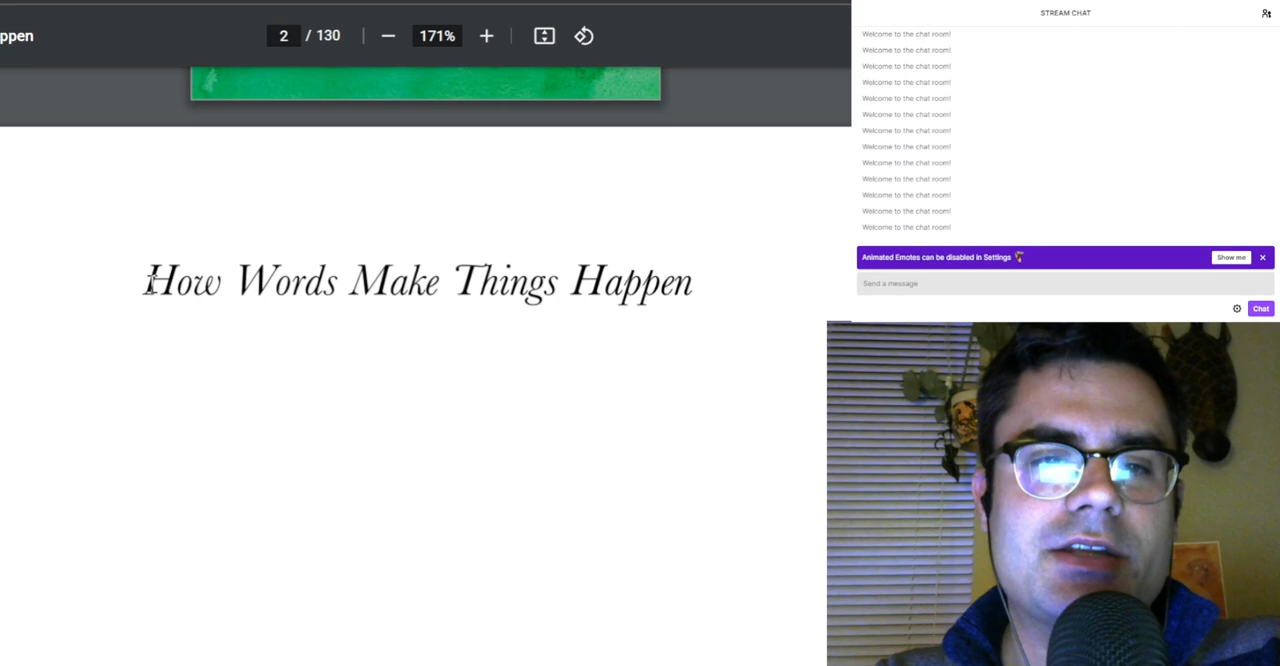 ppen
2 / 130
171%
How Words Make Things Happen
STREAM CHAT
Welcome to the chat room!
Welcome to the chat room!
Welcome to the chat room!
Welcome to the chat room!
Welcome to the chat room!
Welcome to the chat room!
Welcome to the chat room!
Welcome to the chat room!
Welcome to the chat room!
Welcome to the chat room!
Welcome to the chat room!
Welcome to the chat room!
Welcome to the chat room!
Animated Emotes can be disabled in Settings
Show me
Send a message
Chat